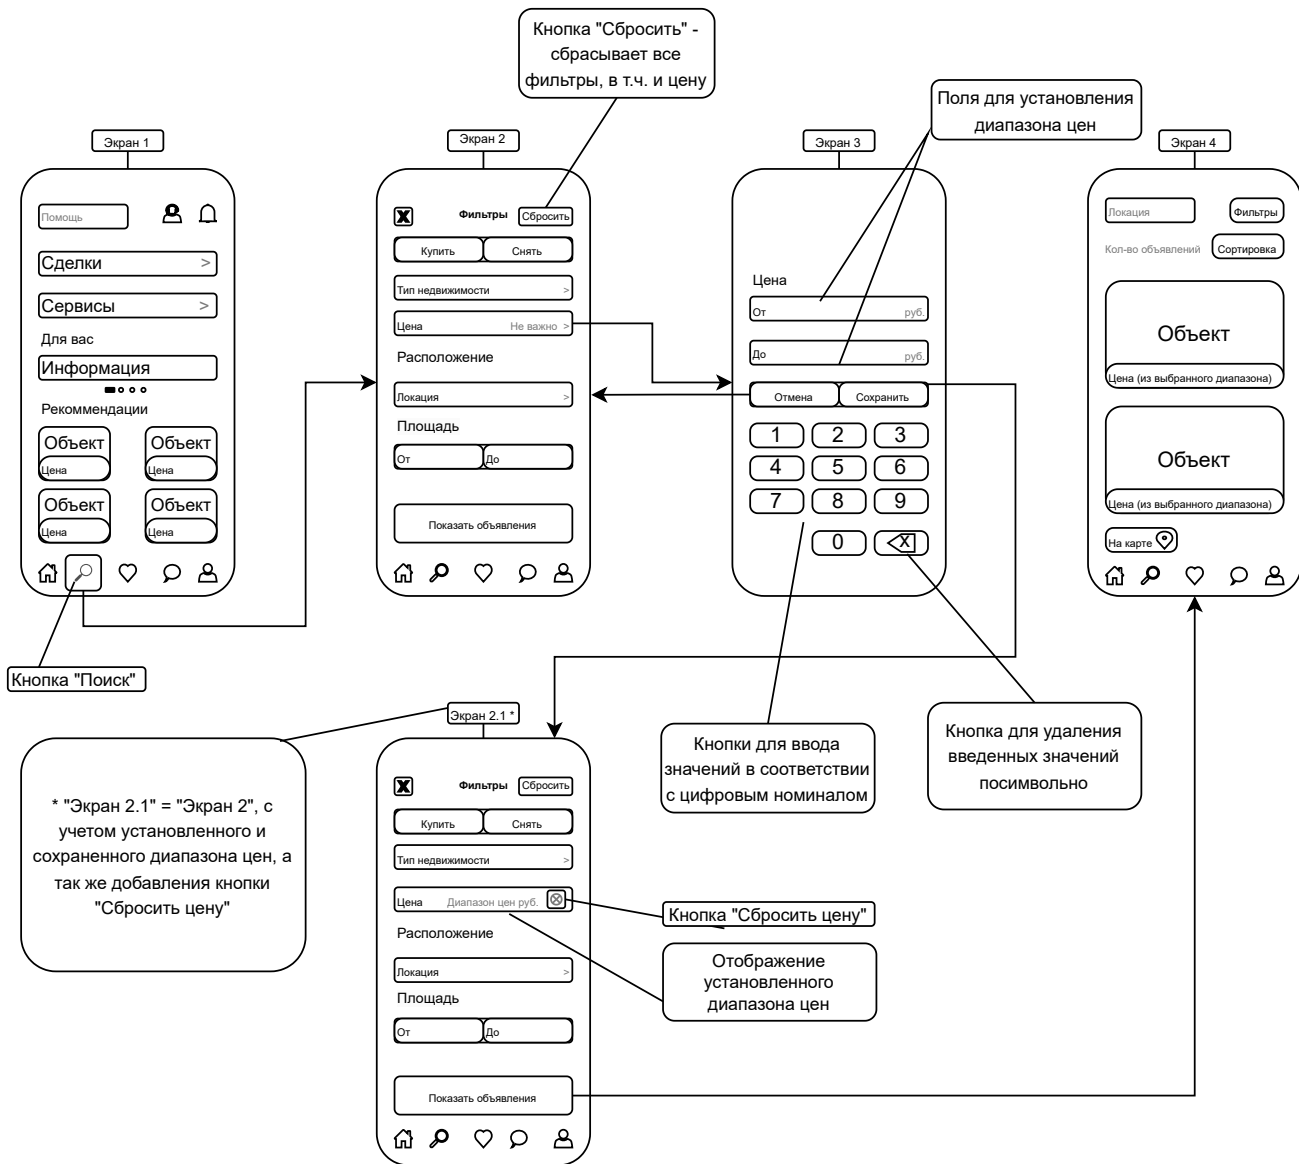 Кнопка "Сбросить" -
сбрасывает все
фильтры, в т.ч. и цену
Поля для установления
диапазона цен
Экран 1
Помощь
Сделки >
Сервисы >
Для вас
Информация
Рекоммендации
Объект
Цена
Объект
Цена
Объект
Цена
Объект
Цена
Кнопка "Поиск"
Экран 2
X Фильтры Сбросить
Купить Снять
Тип недвижимости >
Цена Не важно >
Расположение
Локация >
Площадь
От До
Показать объявления
Экран 3
Цена
От руб.
До руб.
Отмена Сохранить
1 2 3
4 5 6
7 8 9
0 X
Экран 4
Локация Фильтры
Кол-во объявлений Сортировка
Объект
Цена (из выбранного диапазона)
Объект
Цена (из выбранного диапазона)
На карте
Кнопки для ввода
значений в соответствии
с цифровым номиналом
Кнопка для удаления
введенных значений
посимвольно
* "Экран 2.1" = "Экран 2", с
учетом установленного и
сохраненного диапазона цен, а
так же добавления кнопки
"Сбросить цену"
Экран 2.1 *
X Фильтры Сбросить
Купить Снять
Тип недвижимости >
Цена Диапазон цен руб.
Расположение
Локация >
Площадь
От До
Показать объявления
Кнопка "Сбросить цену"
Отображение
установленного
диапазона цен